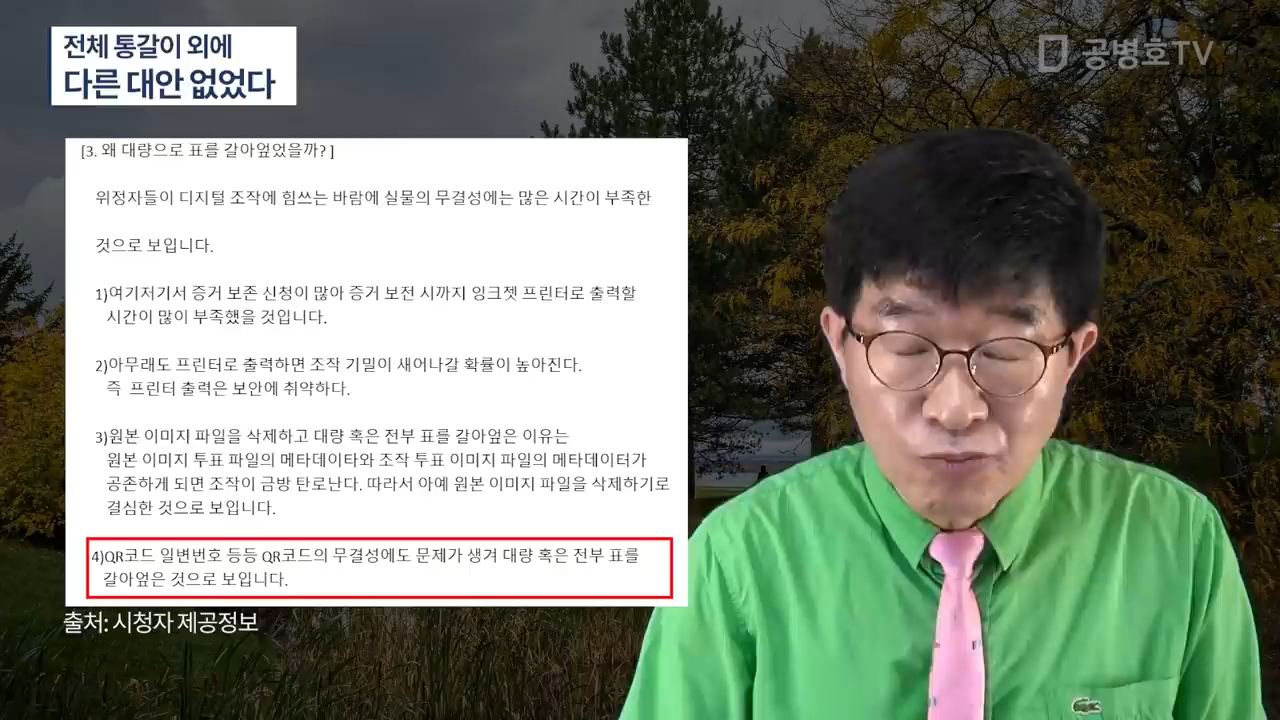 전체 통갈이 외에
다른 대안 없었다
공병호TV
[3. 왜 대량으로 표를 갈아엎었을까? ]
위정자들이 디지털 조작에 힘쓰는 바람에 실물의 무결성에는 많은 시간이 부족한
것으로 보입니다.
1)여기저기서 증거 보존 신청이 많아 증거 보전 시까지 잉크젯 프린터로 출력할
시간이 많이 부족했을 것입니다.
2)아무래도 프린터로 출력하면 조작 기밀이 새어나갈 확률이 높아진다.
즉 프린터 출력은 보안에 취약하다.
3)원본 이미지 파일을 삭제하고 대량 혹은 전부 표를 갈아엎은 이유는
원본 이미지 투표 파일의 메타데이타와 조작 투표 이미지 파일의 메타데이터가
공존하게 되면 조작이 금방 탄로난다. 따라서 아예 원본 이미지 파일을 삭제하기로
결심한 것으로 보입니다.
4)QR코드 일변번호 등등 QR코드의 무결성에도 문제가 생겨 대량 혹은 전부 표를
갈아엎은 것으로 보입니다.
출처: 시청자 제공정보